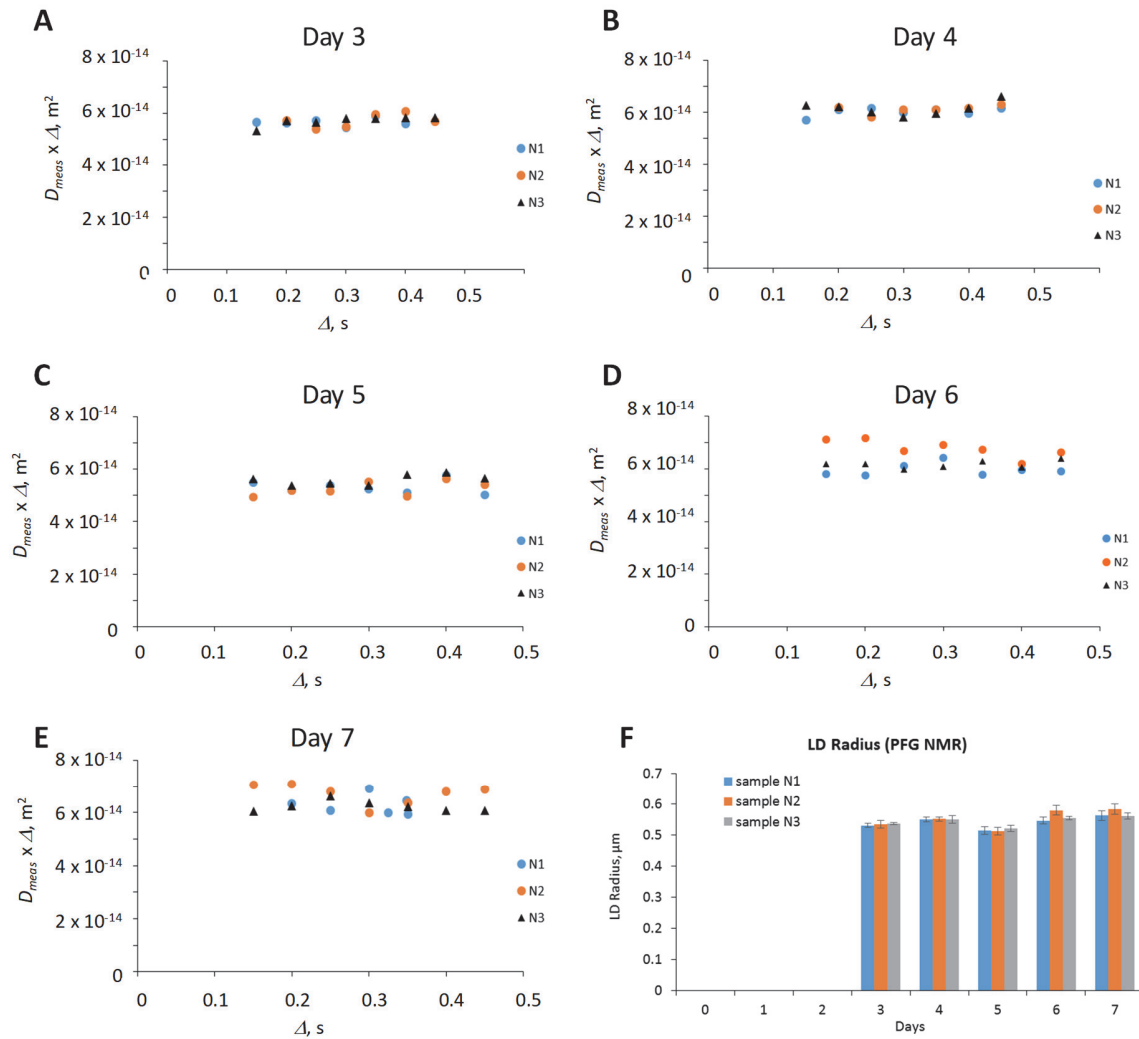 A
Day 3
8 x 10⁻¹⁴
6 x 10⁻¹⁴
4 x 10⁻¹⁴
2 x 10⁻¹⁴
0
D_meas x Δ, m²
0 0.1 0.2 0.3 0.4 0.5
Δ, s
N1
N2
N3
B
Day 4
8 x 10⁻¹⁴
6 x 10⁻¹⁴
4 x 10⁻¹⁴
2 x 10⁻¹⁴
0
D_meas x Δ, m²
0 0.1 0.2 0.3 0.4 0.5
Δ, s
N1
N2
N3
C
Day 5
8 x 10⁻¹⁴
6 x 10⁻¹⁴
4 x 10⁻¹⁴
2 x 10⁻¹⁴
0
D_meas x Δ, m²
0 0.1 0.2 0.3 0.4 0.5
Δ, s
N1
N2
N3
D
Day 6
8 x 10⁻¹⁴
6 x 10⁻¹⁴
4 x 10⁻¹⁴
2 x 10⁻¹⁴
0
D_meas x Δ, m²
0 0.1 0.2 0.3 0.4 0.5
Δ, s
N1
N2
N3
E
Day 7
8 x 10⁻¹⁴
6 x 10⁻¹⁴
4 x 10⁻¹⁴
2 x 10⁻¹⁴
0
D_meas x Δ, m²
0 0.1 0.2 0.3 0.4 0.5
Δ, s
N1
N2
N3
F
LD Radius (PFG NMR)
0.7
0.6
0.5
0.4
0.3
0.2
0.1
0
LD Radius, μm
sample N1
sample N2
sample N3
0 1 2 3 4 5 6 7
Days